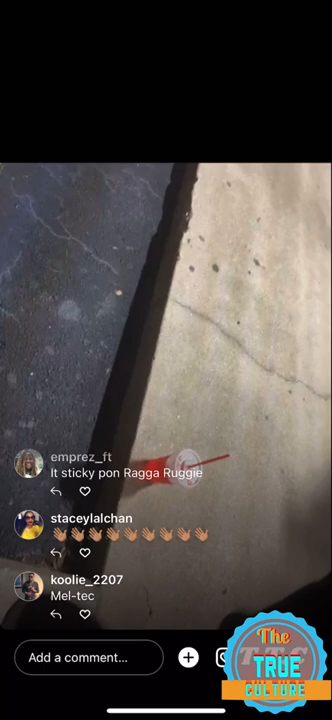 emprez_ft
It sticky pon Ragga Ruggie
staceylalchan
👋🏽👋🏽👋🏽👋🏽👋🏽👋🏽👋🏽👋🏽👋🏽
koolie_2207
Mel-tec
Add a comment...
The
TRUE
CULTURE